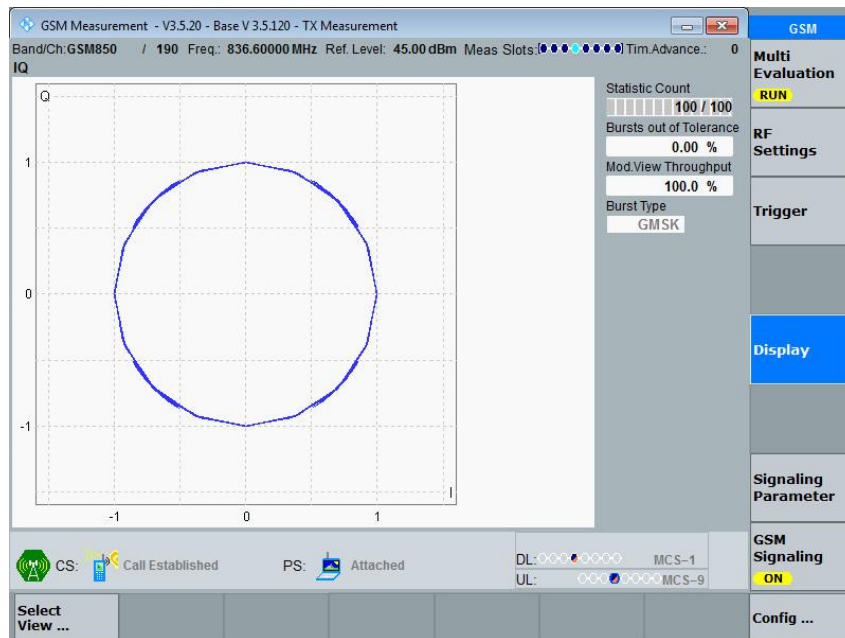 GSM Measurement - V3.5.20 - Base V 3.5.120 - TX Measurement
GSM
Band/Ch: GSM850 / 190 Freq.: 836.60000 MHz Ref. Level: 45.00 dBm Meas Slots: Tim.Advance.: 0
IQ
Multi
Evaluation
RUN
Q
Statistic Count
100 / 100
Bursts out of Tolerance
0.00 %
Mod.View Throughput
100.0 %
Burst Type
GMSK
RF
Settings
Trigger
1
0
-1
I
-1 0 1
Display
Signaling
Parameter
GSM
Signaling
ON
CS: Call Established PS: Attached
DL: MCS-1
UL: MCS-9
Select
View ...
Config ...